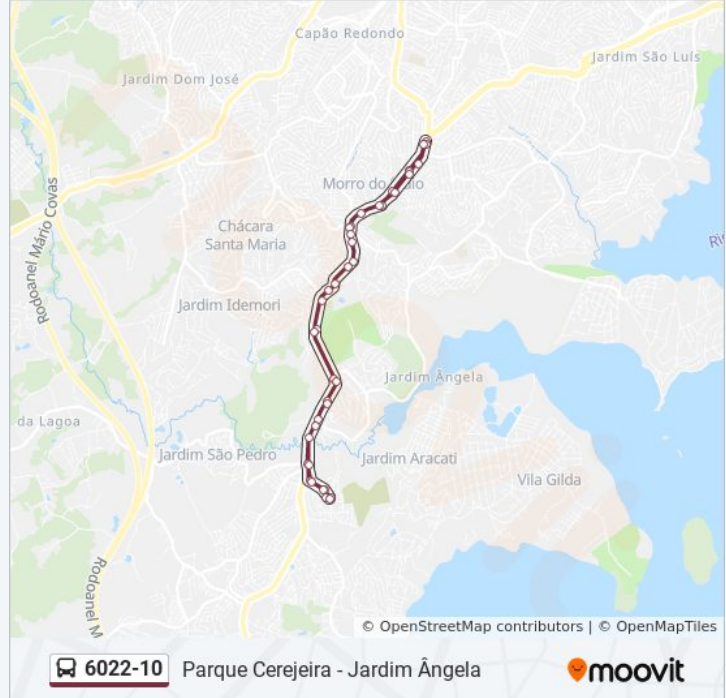 Capão Redondo
Jardim São Luís
Jardim Dom José
Morro do
io
Chácara
Santa Maria
Ri
Rodoanel Mário Covas
Jardim Idemori
Jardim Ângela
da Lagoa
Jardim São Pedro
Jardim Aracati
Vila Gilda
Rodoanel M
© OpenStreetMap contributors | © OpenMapTiles
6022-10 Parque Cerejeira - Jardim Ângela
moovit